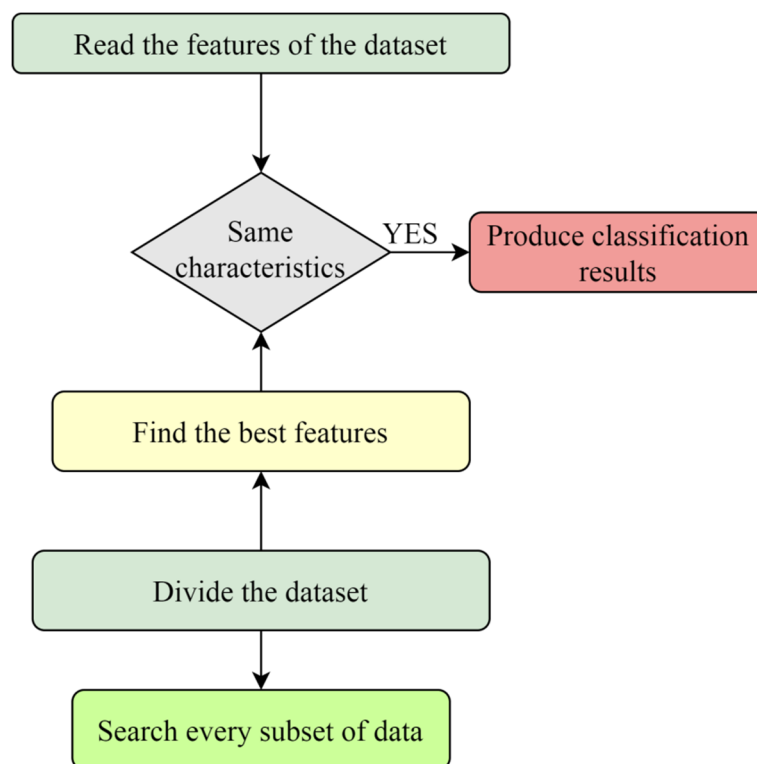 Read the features of the dataset
Same
characteristics
YES
Produce classification
results
Find the best features
Divide the dataset
Search every subset of data